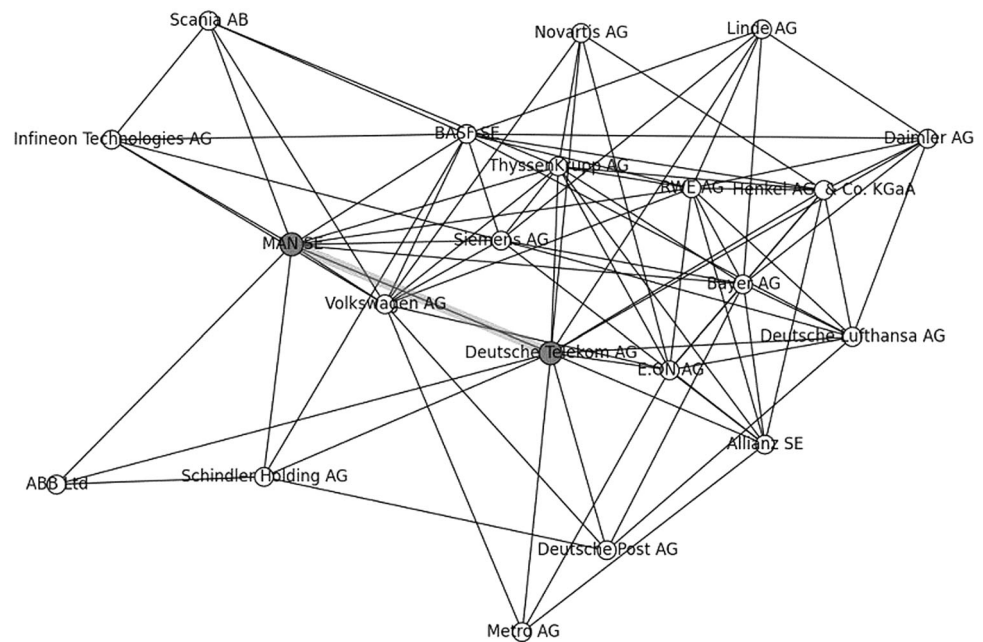 Scania AB
Novartis AG
Linde AG
Infineon Technologies AG
BASF SE
Daimler AG
ThyssenKrupp AG
RWE AG
Henkel AG & Co. KGaA
MAN SE
Siemens AG
Bayer AG
Volkswagen AG
Deutsche Lufthansa AG
Deutsche Telekom AG
E.ON AG
Allianz SE
ABB Ltd
Schindler Holding AG
Deutsche Post AG
Metro AG